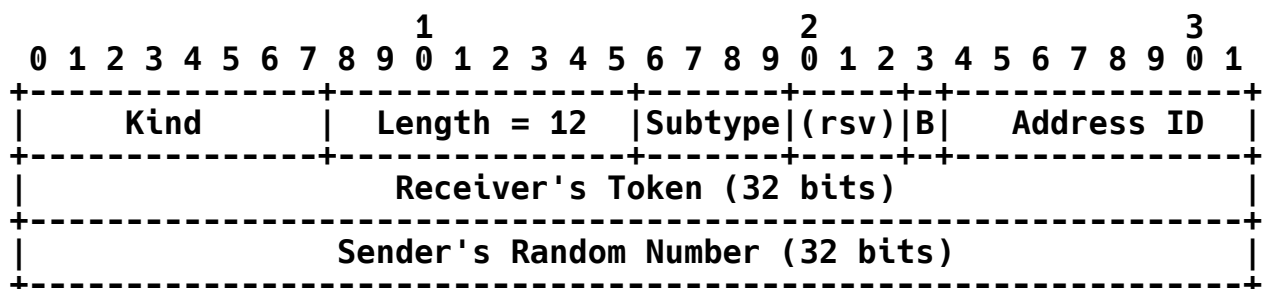 1                   2                   3
 0 1 2 3 4 5 6 7 8 9 0 1 2 3 4 5 6 7 8 9 0 1 2 3 4 5 6 7 8 9 0 1
+---------------+---------------+-------+-----+-+---------------+
|     Kind      |  Length = 12  |Subtype|(rsv)|B|   Address ID  |
+---------------+---------------+-------+-----+-+---------------+
|                   Receiver's Token (32 bits)                  |
+---------------------------------------------------------------+
|                Sender's Random Number (32 bits)               |
+---------------------------------------------------------------+